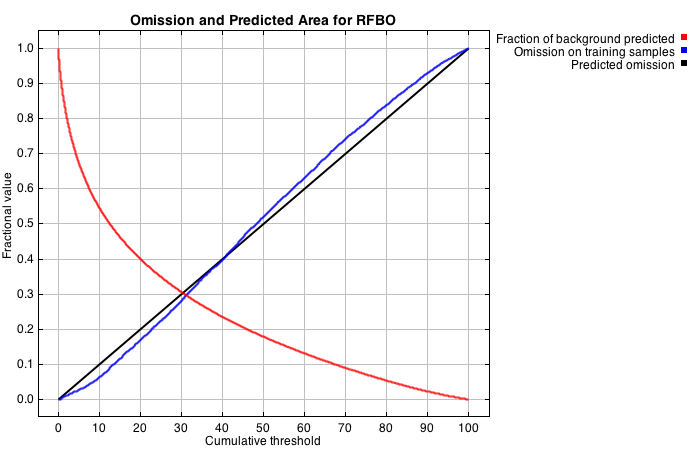 Omission and Predicted Area for RFBO
Fraction of background predicted
Omission on training samples
Predicted omission
Fractional value
1.0
0.9
0.8
0.7
0.6
0.5
0.4
0.3
0.2
0.1
0.0
0 10 20 30 40 50 60 70 80 90 100
Cumulative threshold